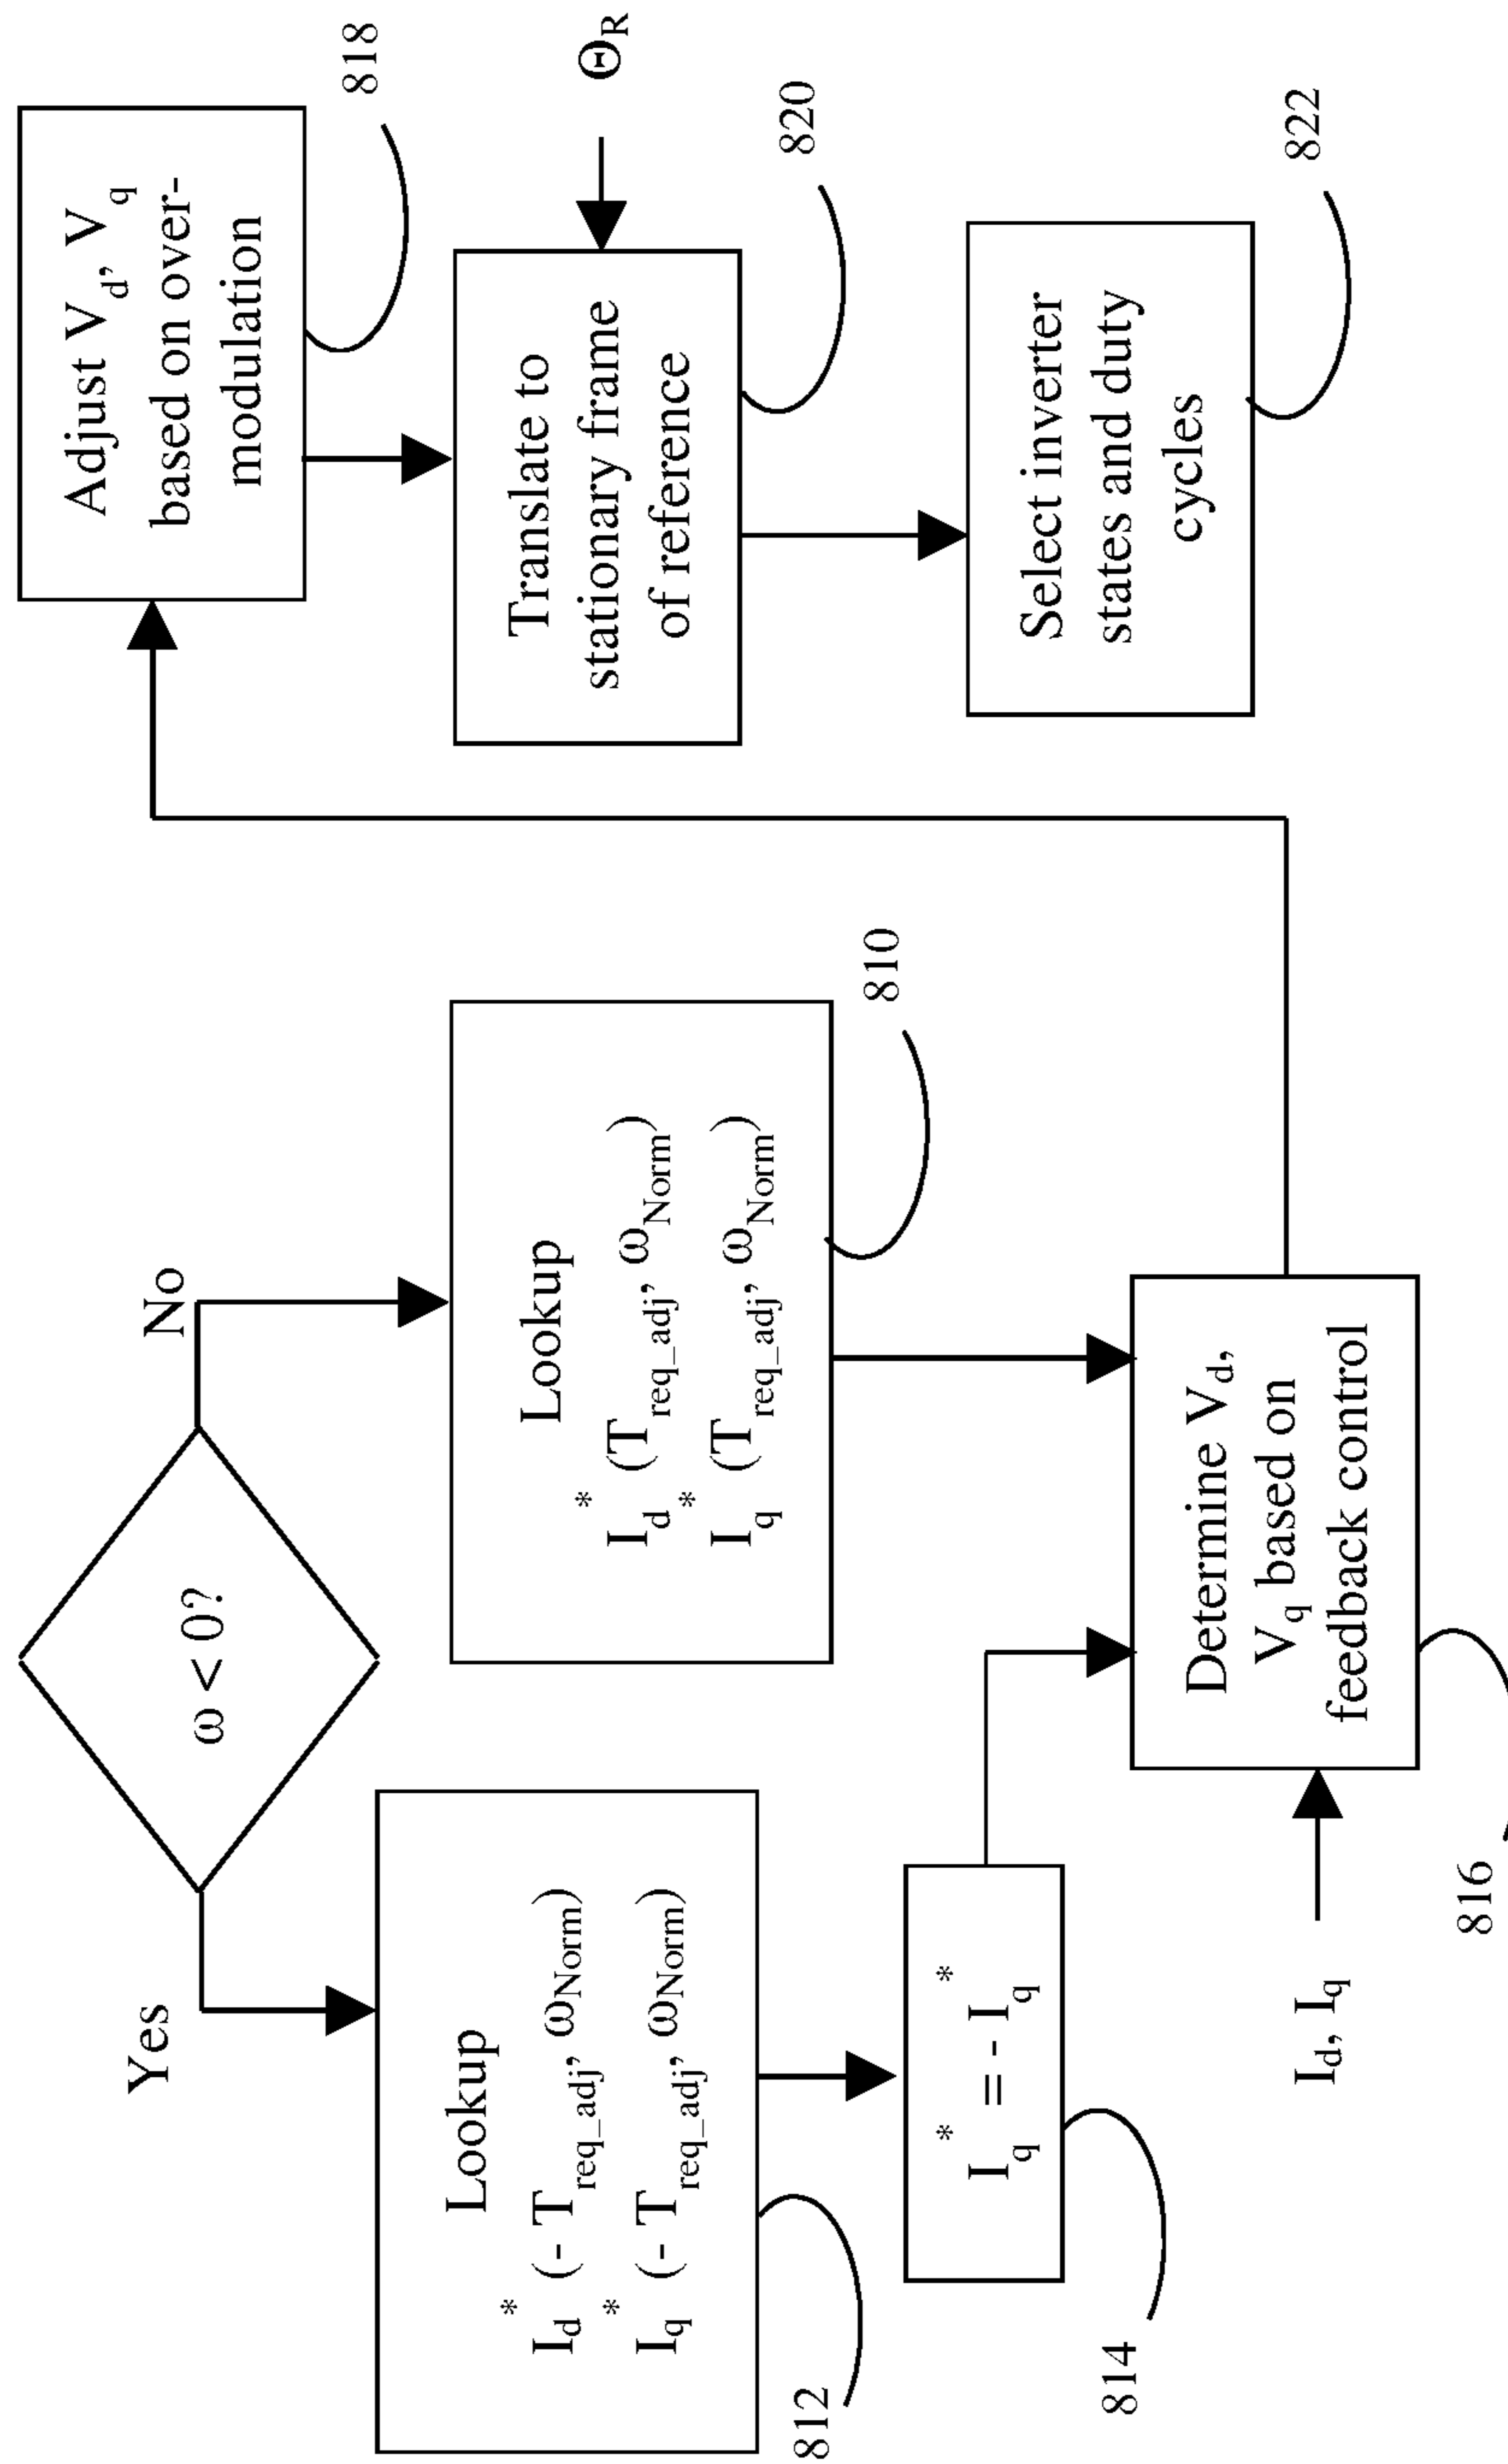 ω < 0?
Yes
No
Lookup
I_d^* (- T_req_adj, ω_Norm)
I_q^* (- T_req_adj, ω_Norm)
812
I_q^* = - I_q^*
814
Lookup
I_d^* (T_req_adj, ω_Norm)
I_q^* (T_req_adj, ω_Norm)
810
I_d, I_q
Determine V_d,
V_q based on
feedback control
816
Adjust V_d, V_q
based on over-
modulation
818
Θ_R
Translate to
stationary frame
of reference
820
Select inverter
states and duty
cycles
822